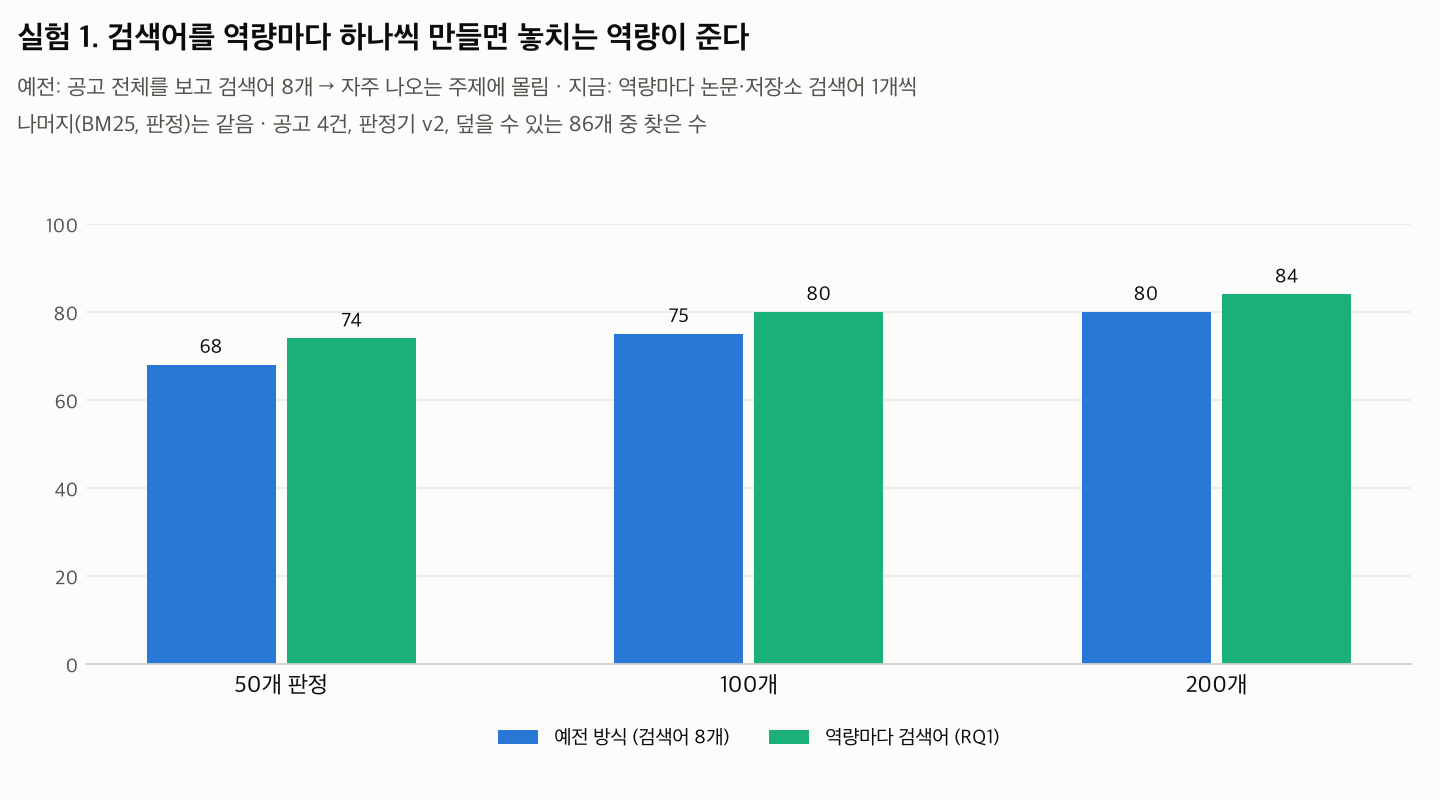 실험 1. 검색어를 역량마다 하나씩 만들면 놓치는 역량이 준다
예전: 공고 전체를 보고 검색어 8개 → 자주 나오는 주제에 몰림 · 지금: 역량마다 논문·저장소 검색어 1개씩
나머지(BM25, 판정)는 같음 · 공고 4건, 판정기 v2, 덮을 수 있는 86개 중 찾은 수
100
80
60
40
20
0
68
74
75
80
80
84
50개 판정
100개
200개
예전 방식 (검색어 8개)
역량마다 검색어 (RQ1)